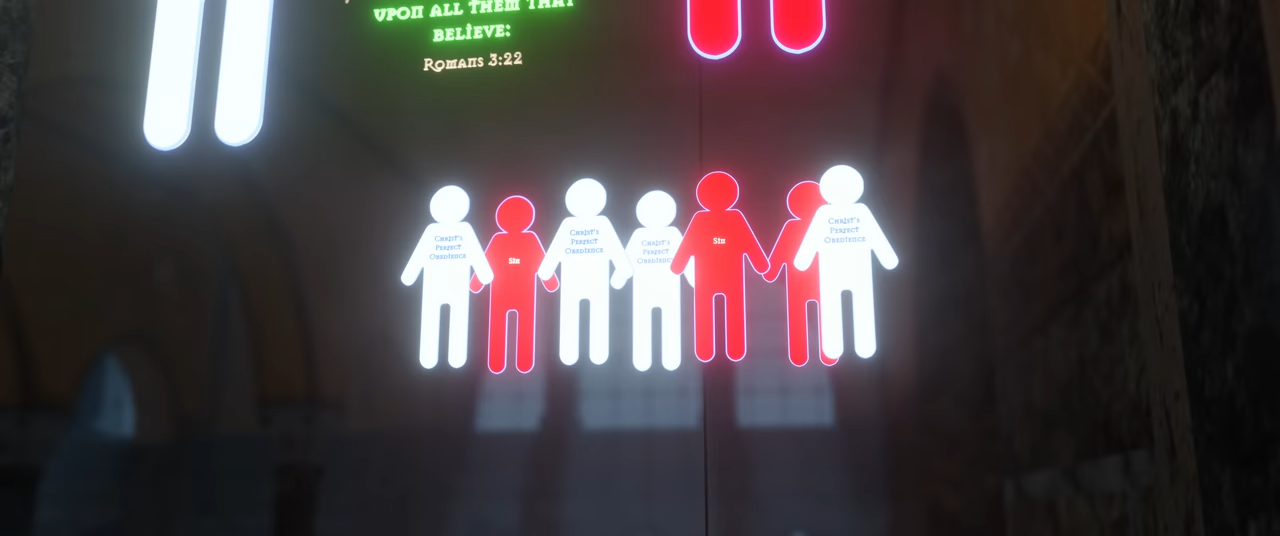 UPON ALL THEM THAT
BELIEVE:
ROMANS 3:22
CHRIST'S
PERFECT
OBEDIENCE
SIN
CHRIST'S
PERFECT
OBEDIENCE
CHRIST'S
PERFECT
OBEDIENCE
SIN
CHRIST'S
PERFECT
OBEDIENCE